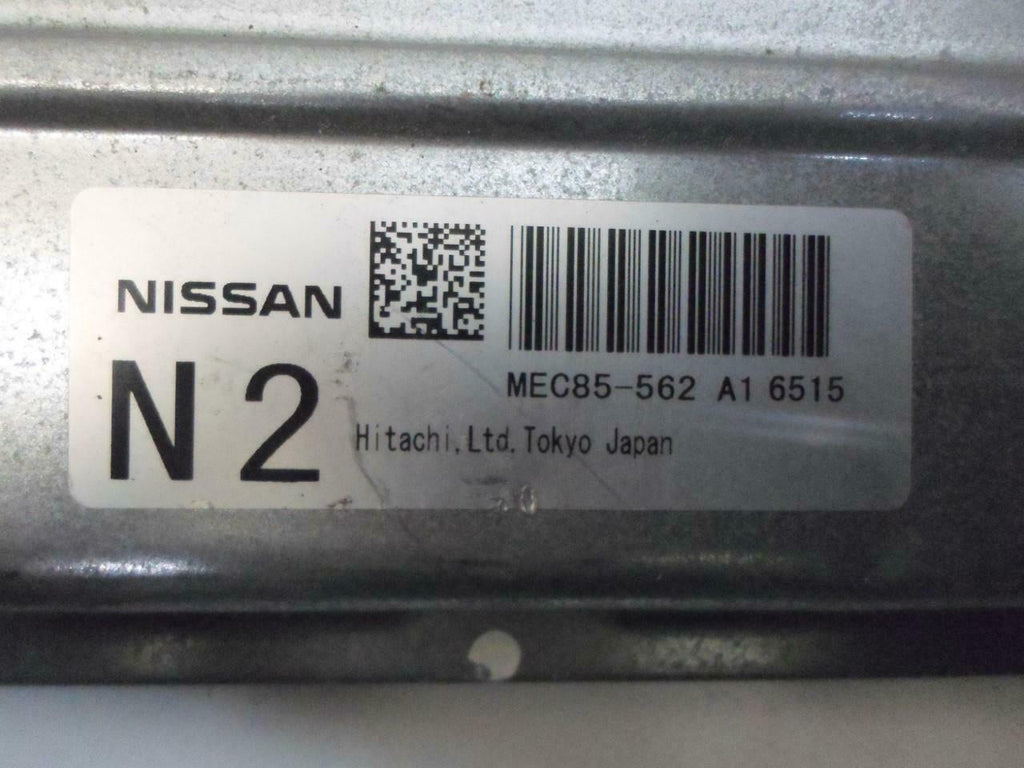 NISSAN
N2
MEC85-562 A1 6515
Hitachi,Ltd.Tokyo Japan